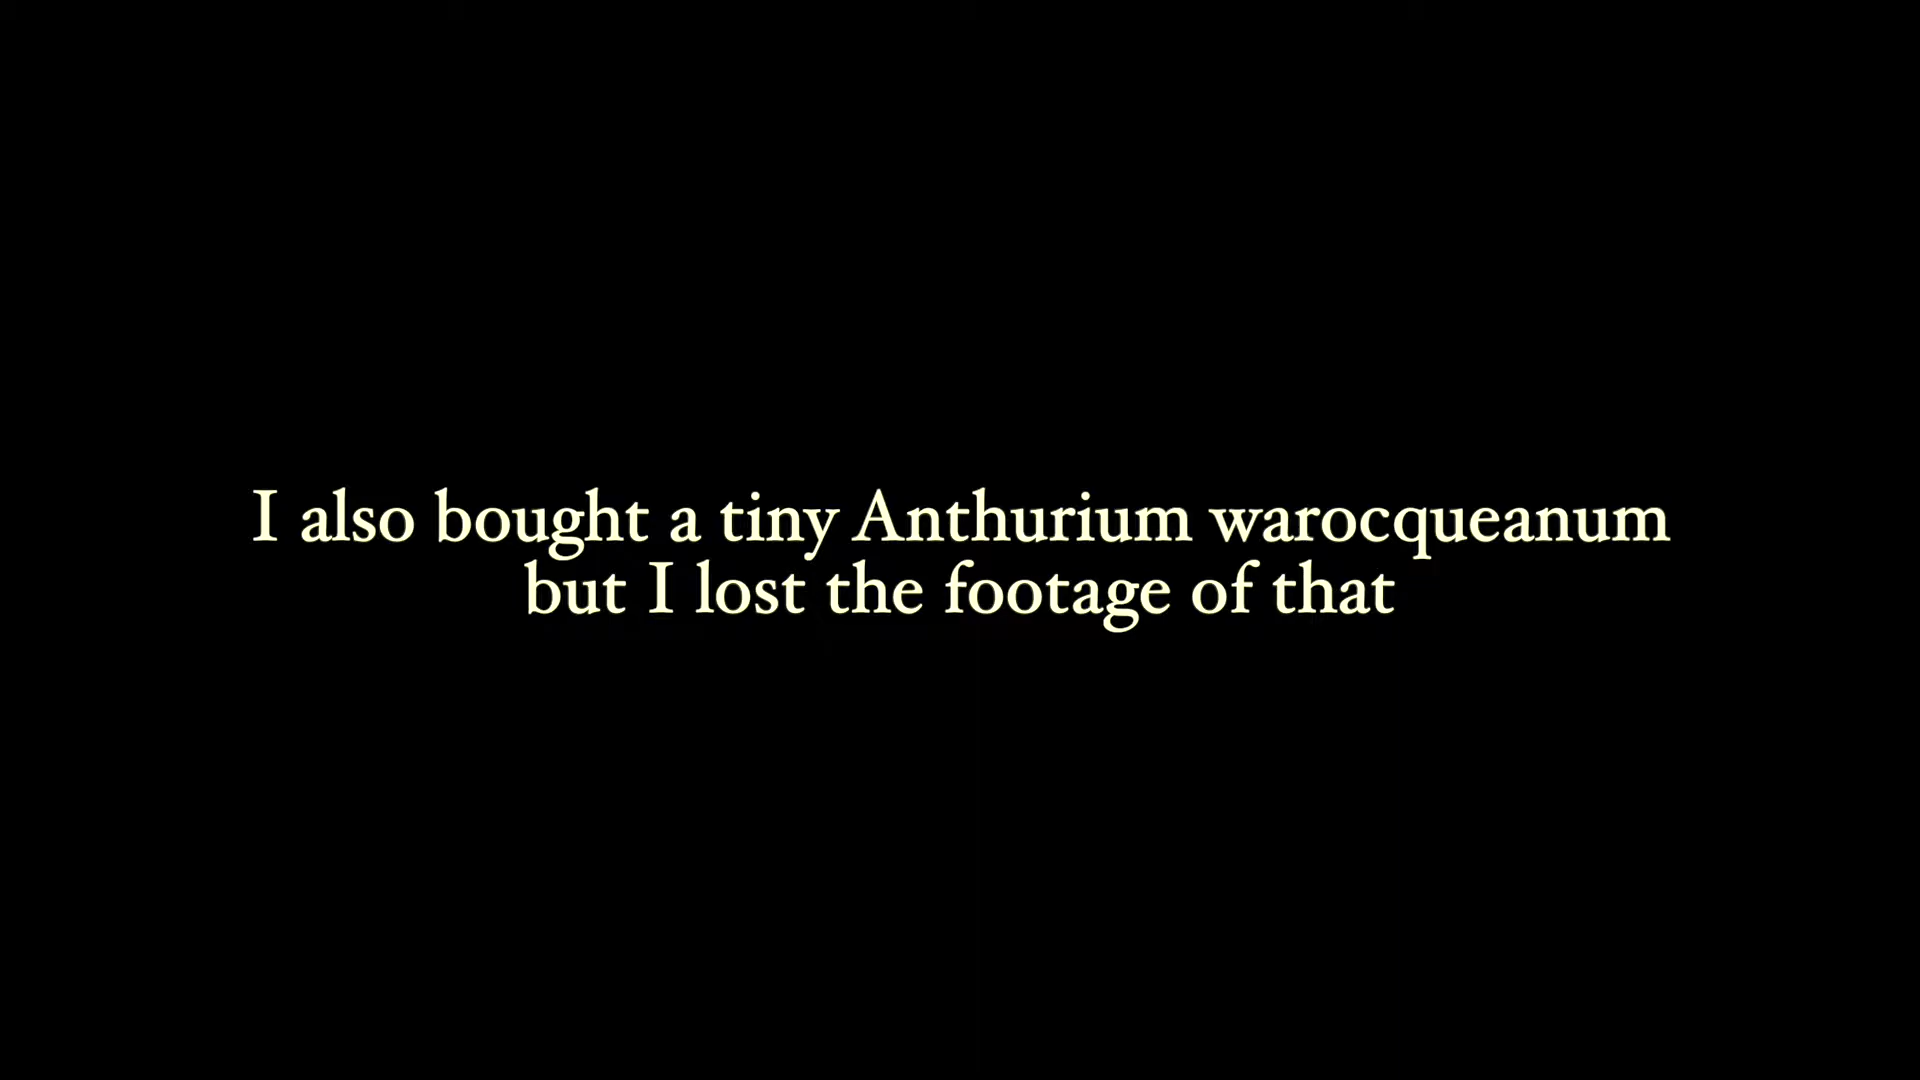 I also bought a tiny Anthurium warocqueanum
but I lost the footage of that